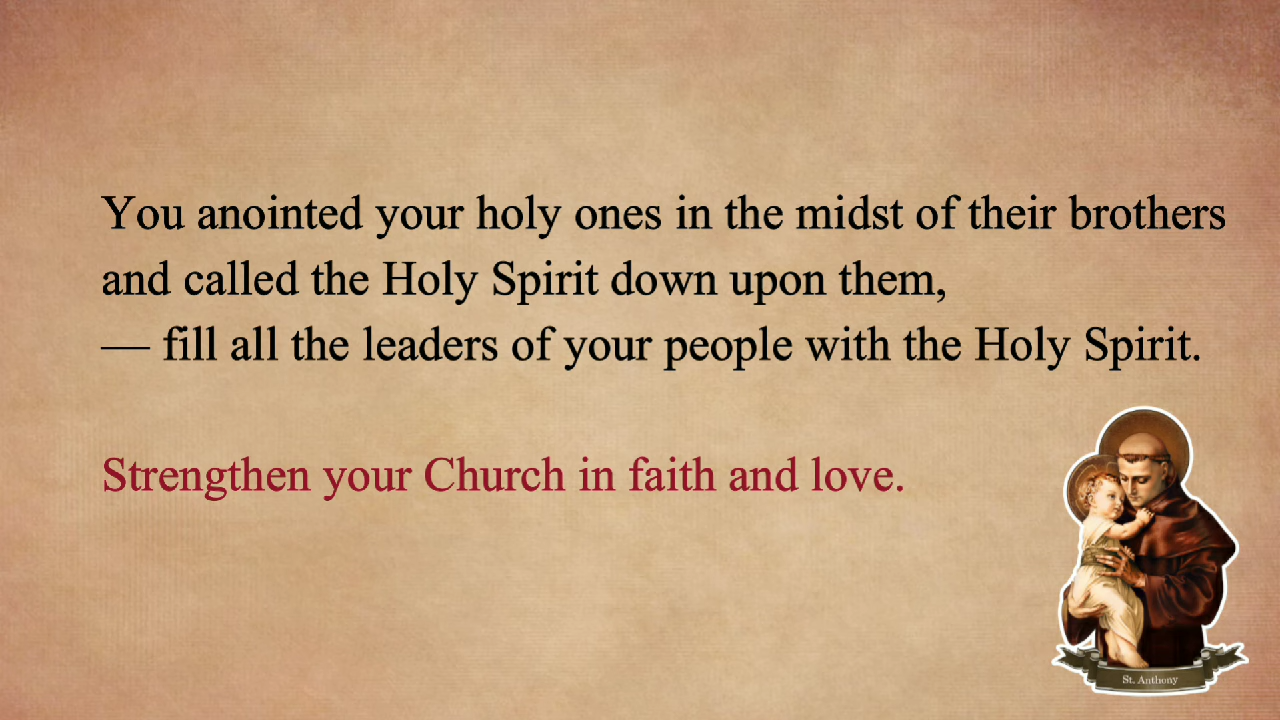 You anointed your holy ones in the midst of their brothers
and called the Holy Spirit down upon them,
— fill all the leaders of your people with the Holy Spirit.
Strengthen your Church in faith and love.
St. Anthony